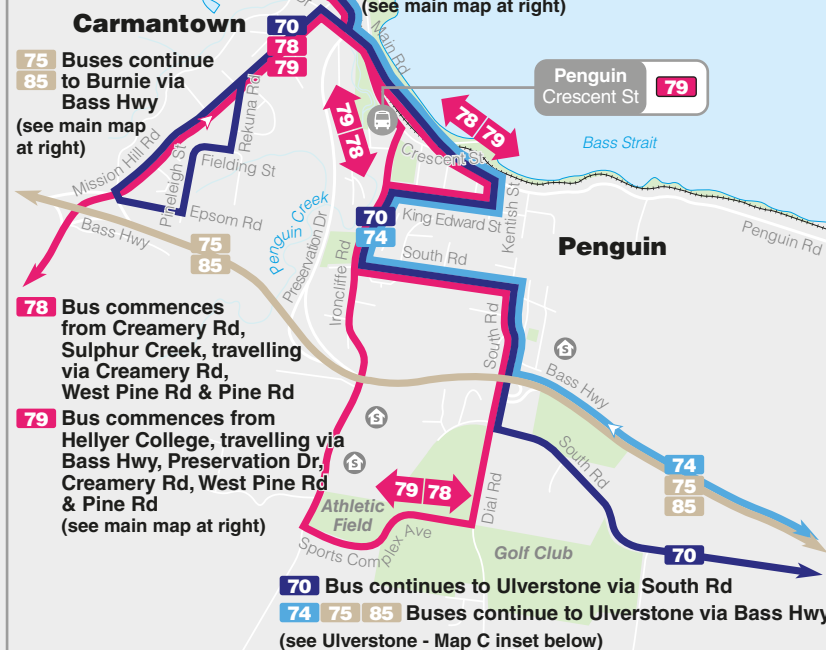 (see main map at right)
Carmantown
70
78
79
Main Rd
75
85
Buses continue
to Burnie via
Bass Hwy
(see main map
at right)
Rekuna Rd
79
78
Penguin
Crescent St
79
78
79
Bass Strait
Mission Hill Rd
Pineleigh St
Fielding St
Crescent St
Epsom Rd
Bass Hwy
75
85
Penguin Creek
Preservation Dr
70
74
King Edward St
Kentish St
South Rd
Ironcliffe Rd
Penguin
Penguin Rd
78
Bus commences
from Creamery Rd,
Sulphur Creek, travelling
via Creamery Rd,
West Pine Rd & Pine Rd
South Rd
S
Bass Hwy
79
Bus commences from
Hellyer College, travelling via
Bass Hwy, Preservation Dr,
Creamery Rd, West Pine Rd
& Pine Rd
(see main map at right)
S
S
South Rd
74
75
85
79
78
Dial Rd
Athletic
Field
Sports Complex Ave
Golf Club
70
70 Bus continues to Ulverstone via South Rd
74 75 85 Buses continue to Ulverstone via Bass Hwy
(see Ulverstone - Map C inset below)